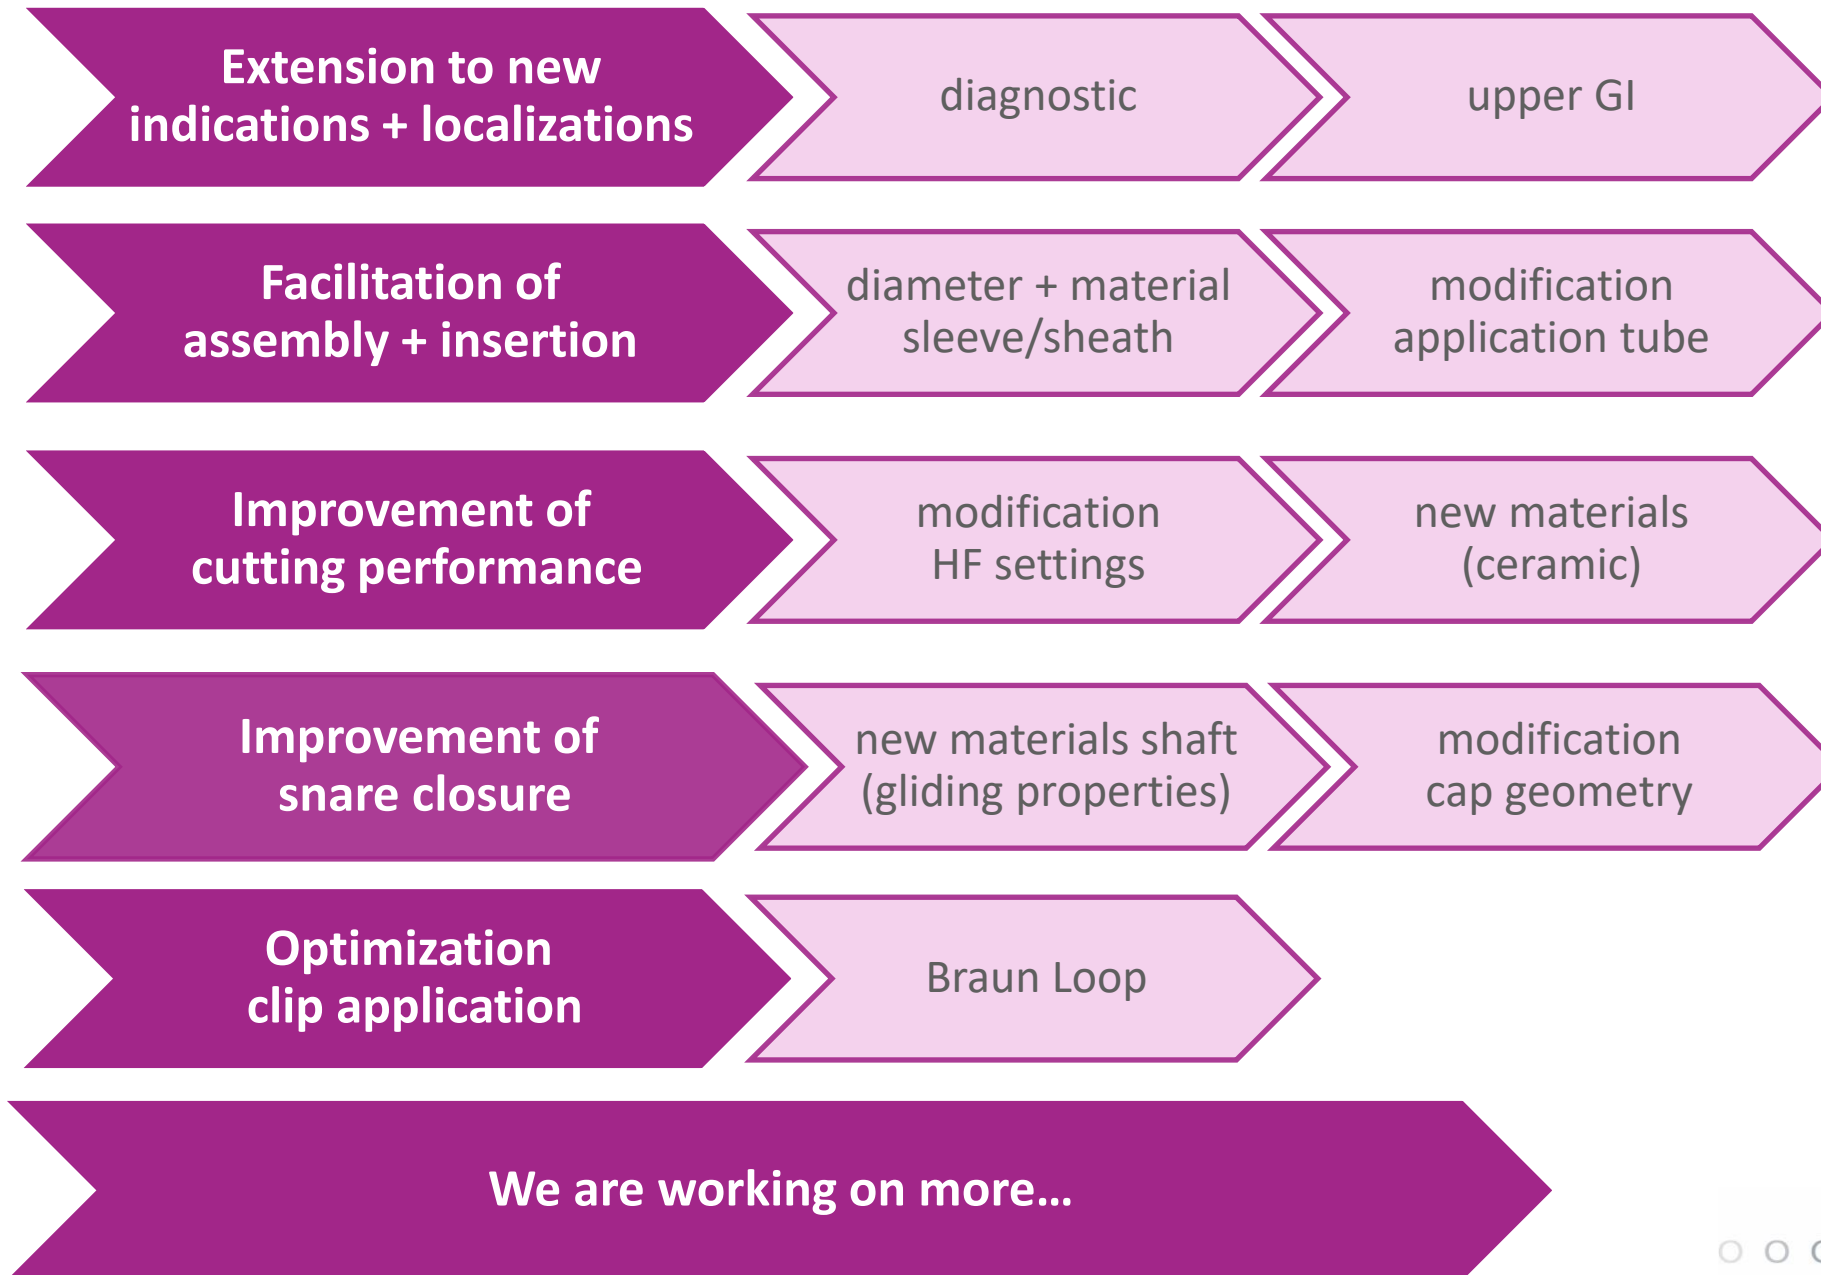 Extension to new
indications + localizations
diagnostic
upper GI
Facilitation of
assembly + insertion
diameter + material
sleeve/sheath
modification
application tube
Improvement of
cutting performance
modification
HF settings
new materials
(ceramic)
Improvement of
snare closure
new materials shaft
(gliding properties)
modification
cap geometry
Optimization
clip application
Braun Loop
We are working on more...